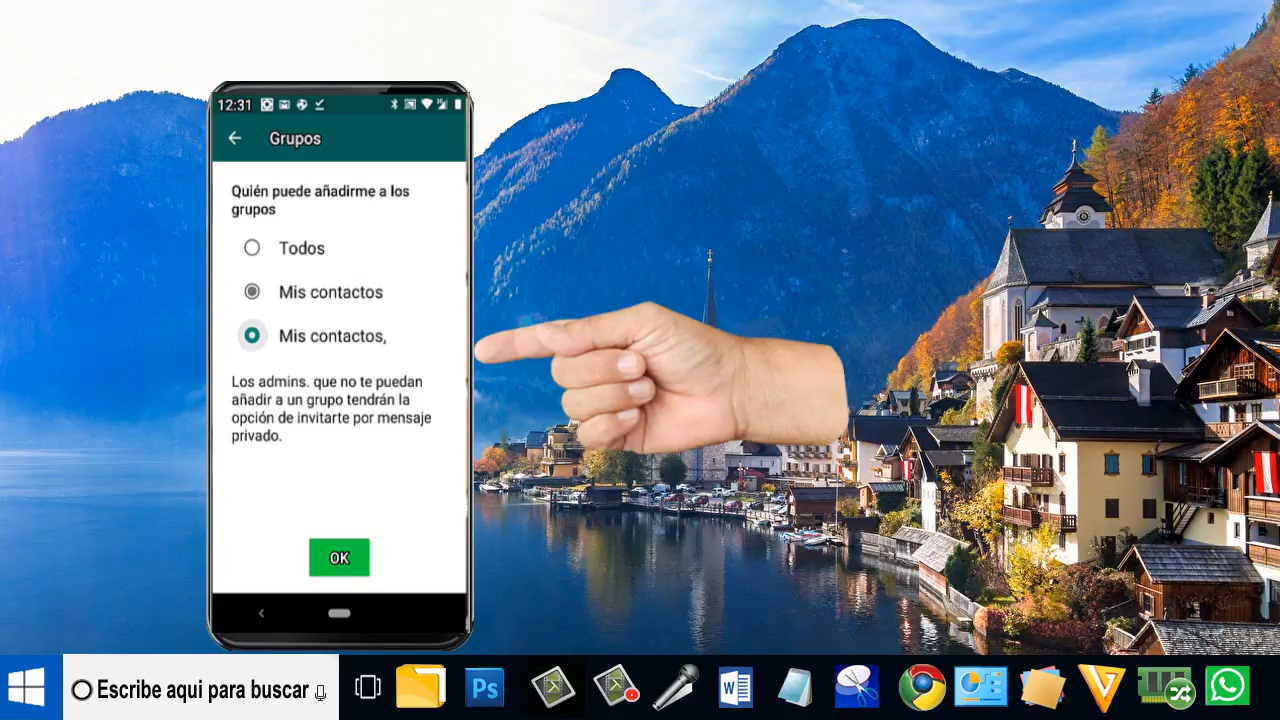 12:31
Grupos
Quién puede añadirme a los
grupos
Todos
Mis contactos
Mis contactos,
Los admins. que no te puedan
añadir a un grupo tendrán la
opción de invitarte por mensaje
privado.
OK
Escribe aqui para buscar
Ps
W